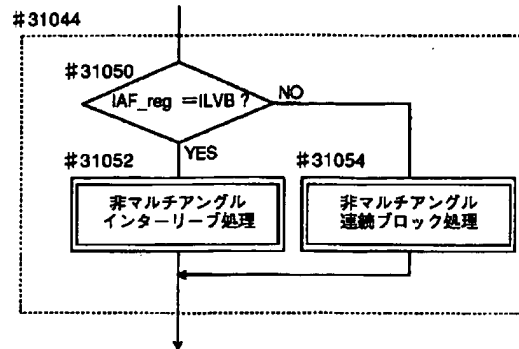 #31044
#31050
IAF_reg =ILVB ?
NO
YES
#31052
#31054
非マルチアングル
インターリーブ処理
非マルチアングル
連続ブロック処理